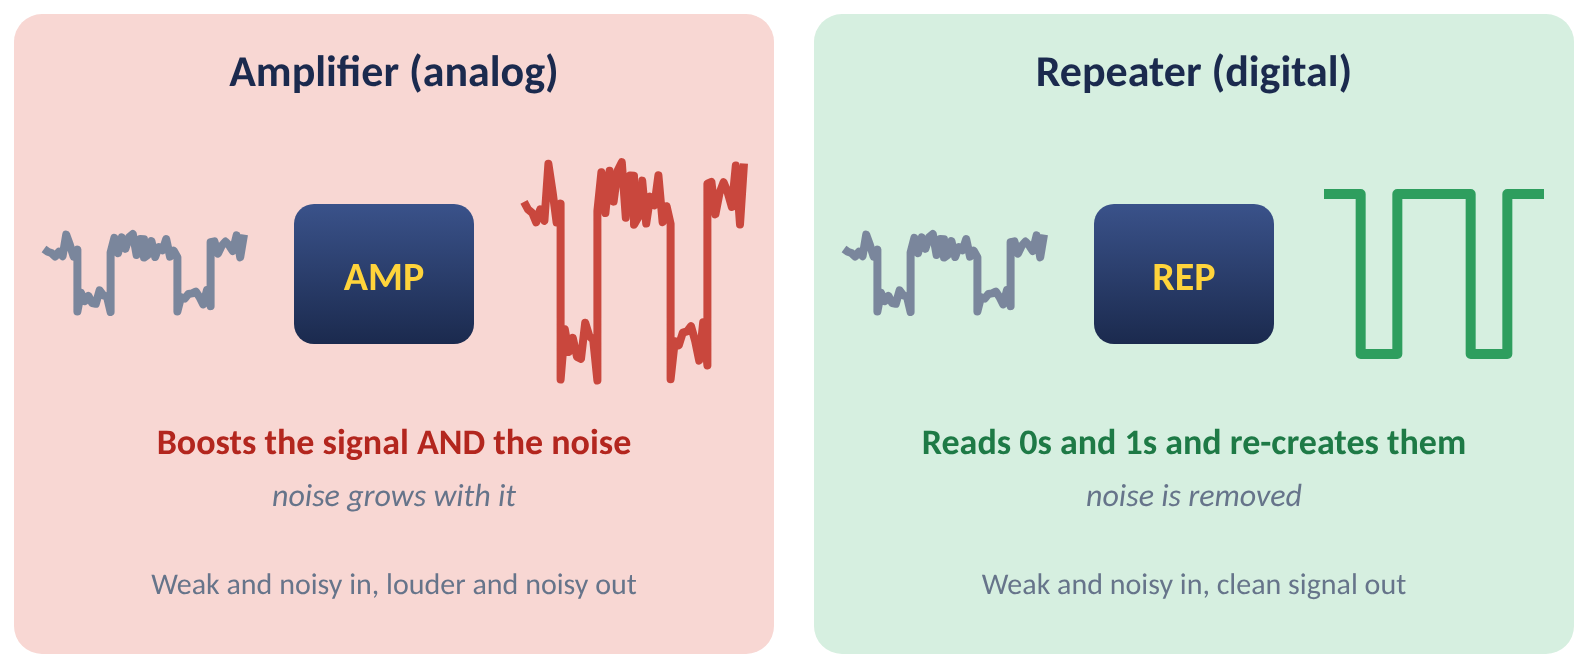 Amplifier (analog)
AMP
Boosts the signal AND the noise
noise grows with it
Weak and noisy in, louder and noisy out
Repeater (digital)
REP
Reads 0s and 1s and re-creates them
noise is removed
Weak and noisy in, clean signal out